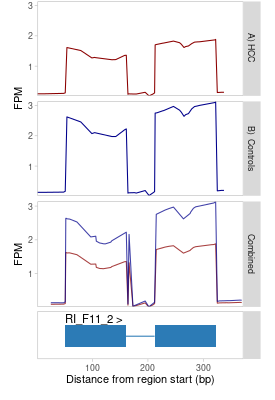 3
2
1
FPM
A) HCC
3
2
1
B) Controls
3
2
1
FPM
Combined
RI_F11_2 >
100 200 300
Distance from region start (bp)